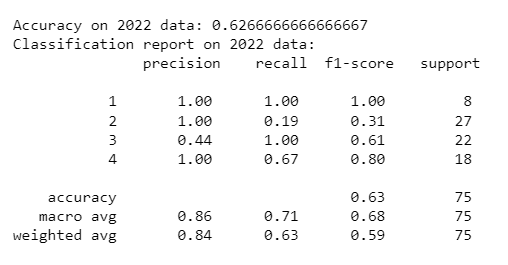 Accuracy on 2022 data: 0.6266666666666667
Classification report on 2022 data:
precision recall f1-score support
1 1.00 1.00 1.00 8
2 1.00 0.19 0.31 27
3 0.44 1.00 0.61 22
4 1.00 0.67 0.80 18
accuracy 0.63 75
macro avg 0.86 0.71 0.68 75
weighted avg 0.84 0.63 0.59 75